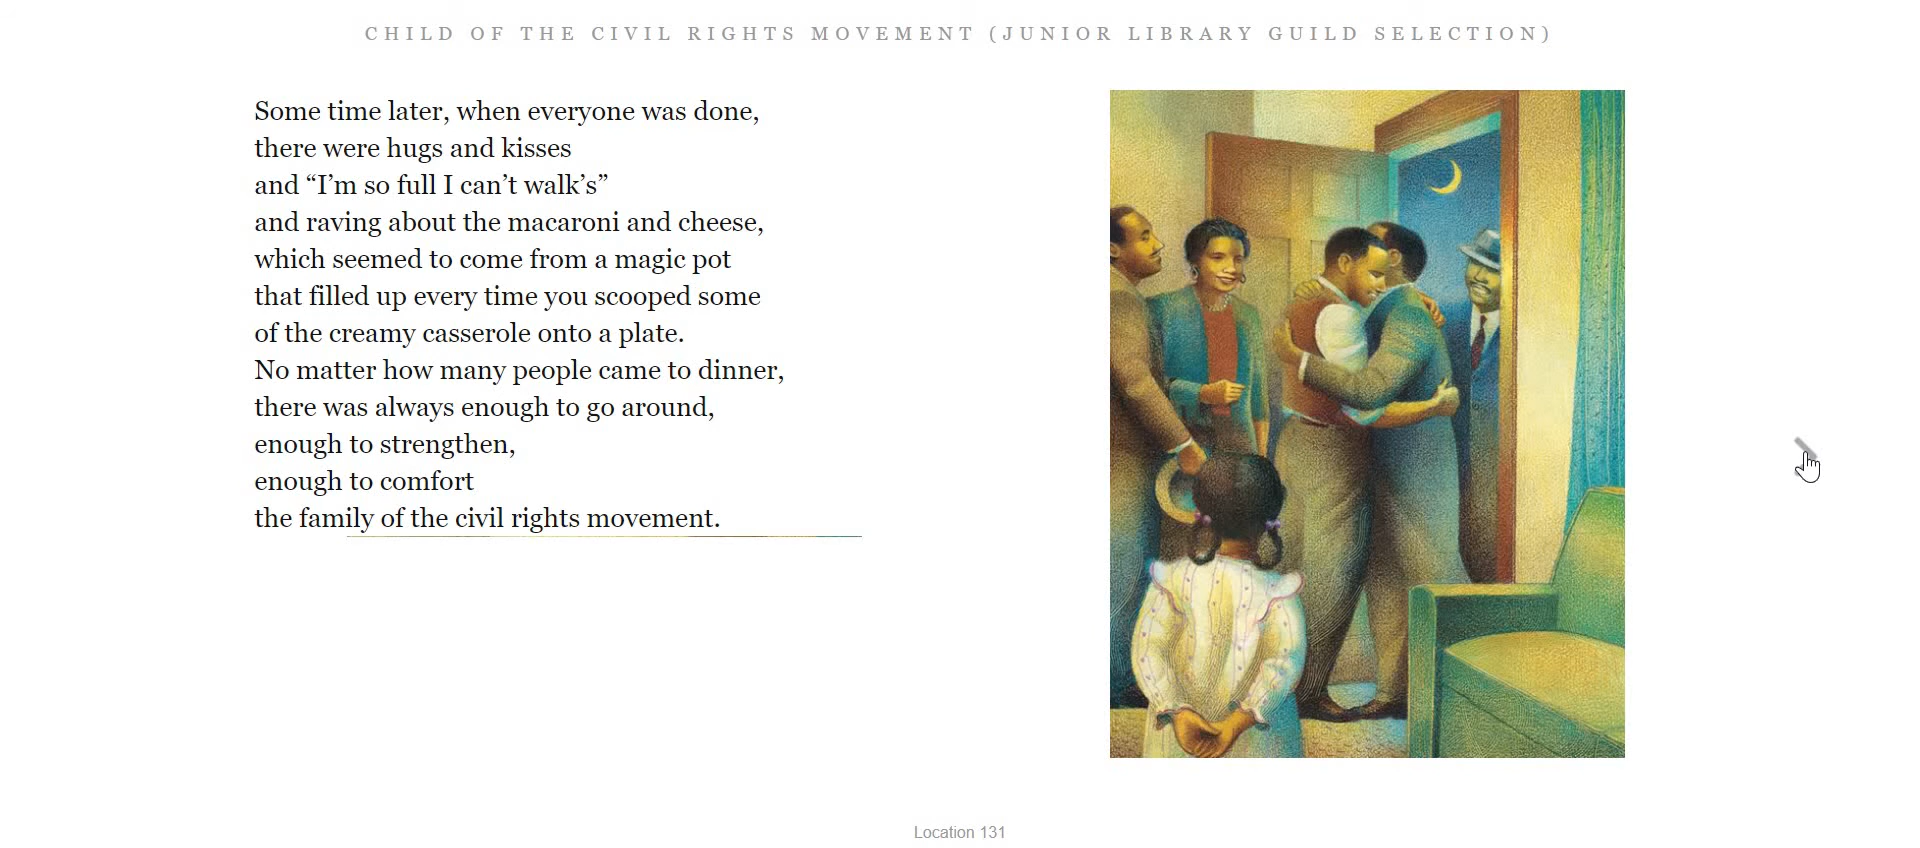 CHILD OF THE CIVIL RIGHTS MOVEMENT (JUNIOR LIBRARY GUILD SELECTION)
Some time later, when everyone was done,
there were hugs and kisses
and “I’m so full I can’t walk’s”
and raving about the macaroni and cheese,
which seemed to come from a magic pot
that filled up every time you scooped some
of the creamy casserole onto a plate.
No matter how many people came to dinner,
there was always enough to go around,
enough to strengthen,
enough to comfort
the family of the civil rights movement.
Location 131